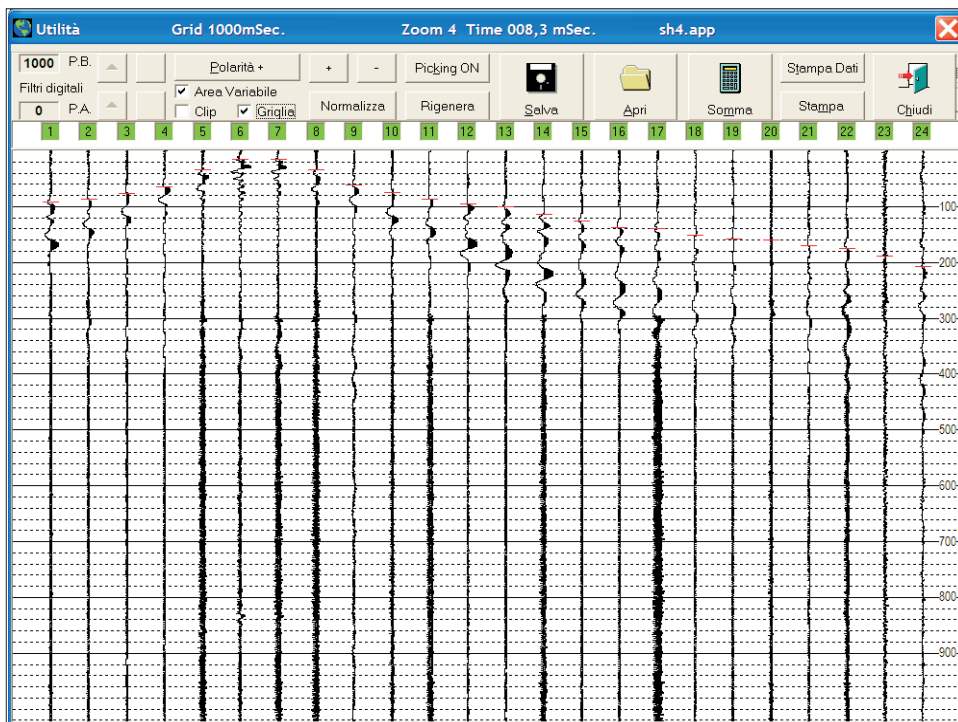 Utilità Grid 1000mSec. Zoom 4 Time 008,3 mSec. sh4.app
1000 P.B.
Filtri digitali
0 P.A.
Polarità +
Area Variabile
Clip Griglia
+ -
Normalizza
Picking ON
Rigenera
Salva
Apri
Somma
Stampa Dati
Stampa
Chiudi
1 2 3 4 5 6 7 8 9 10 11 12 13 14 15 16 17 18 19 20 21 22 23 24
100
200
300
400
500
600
700
800
900